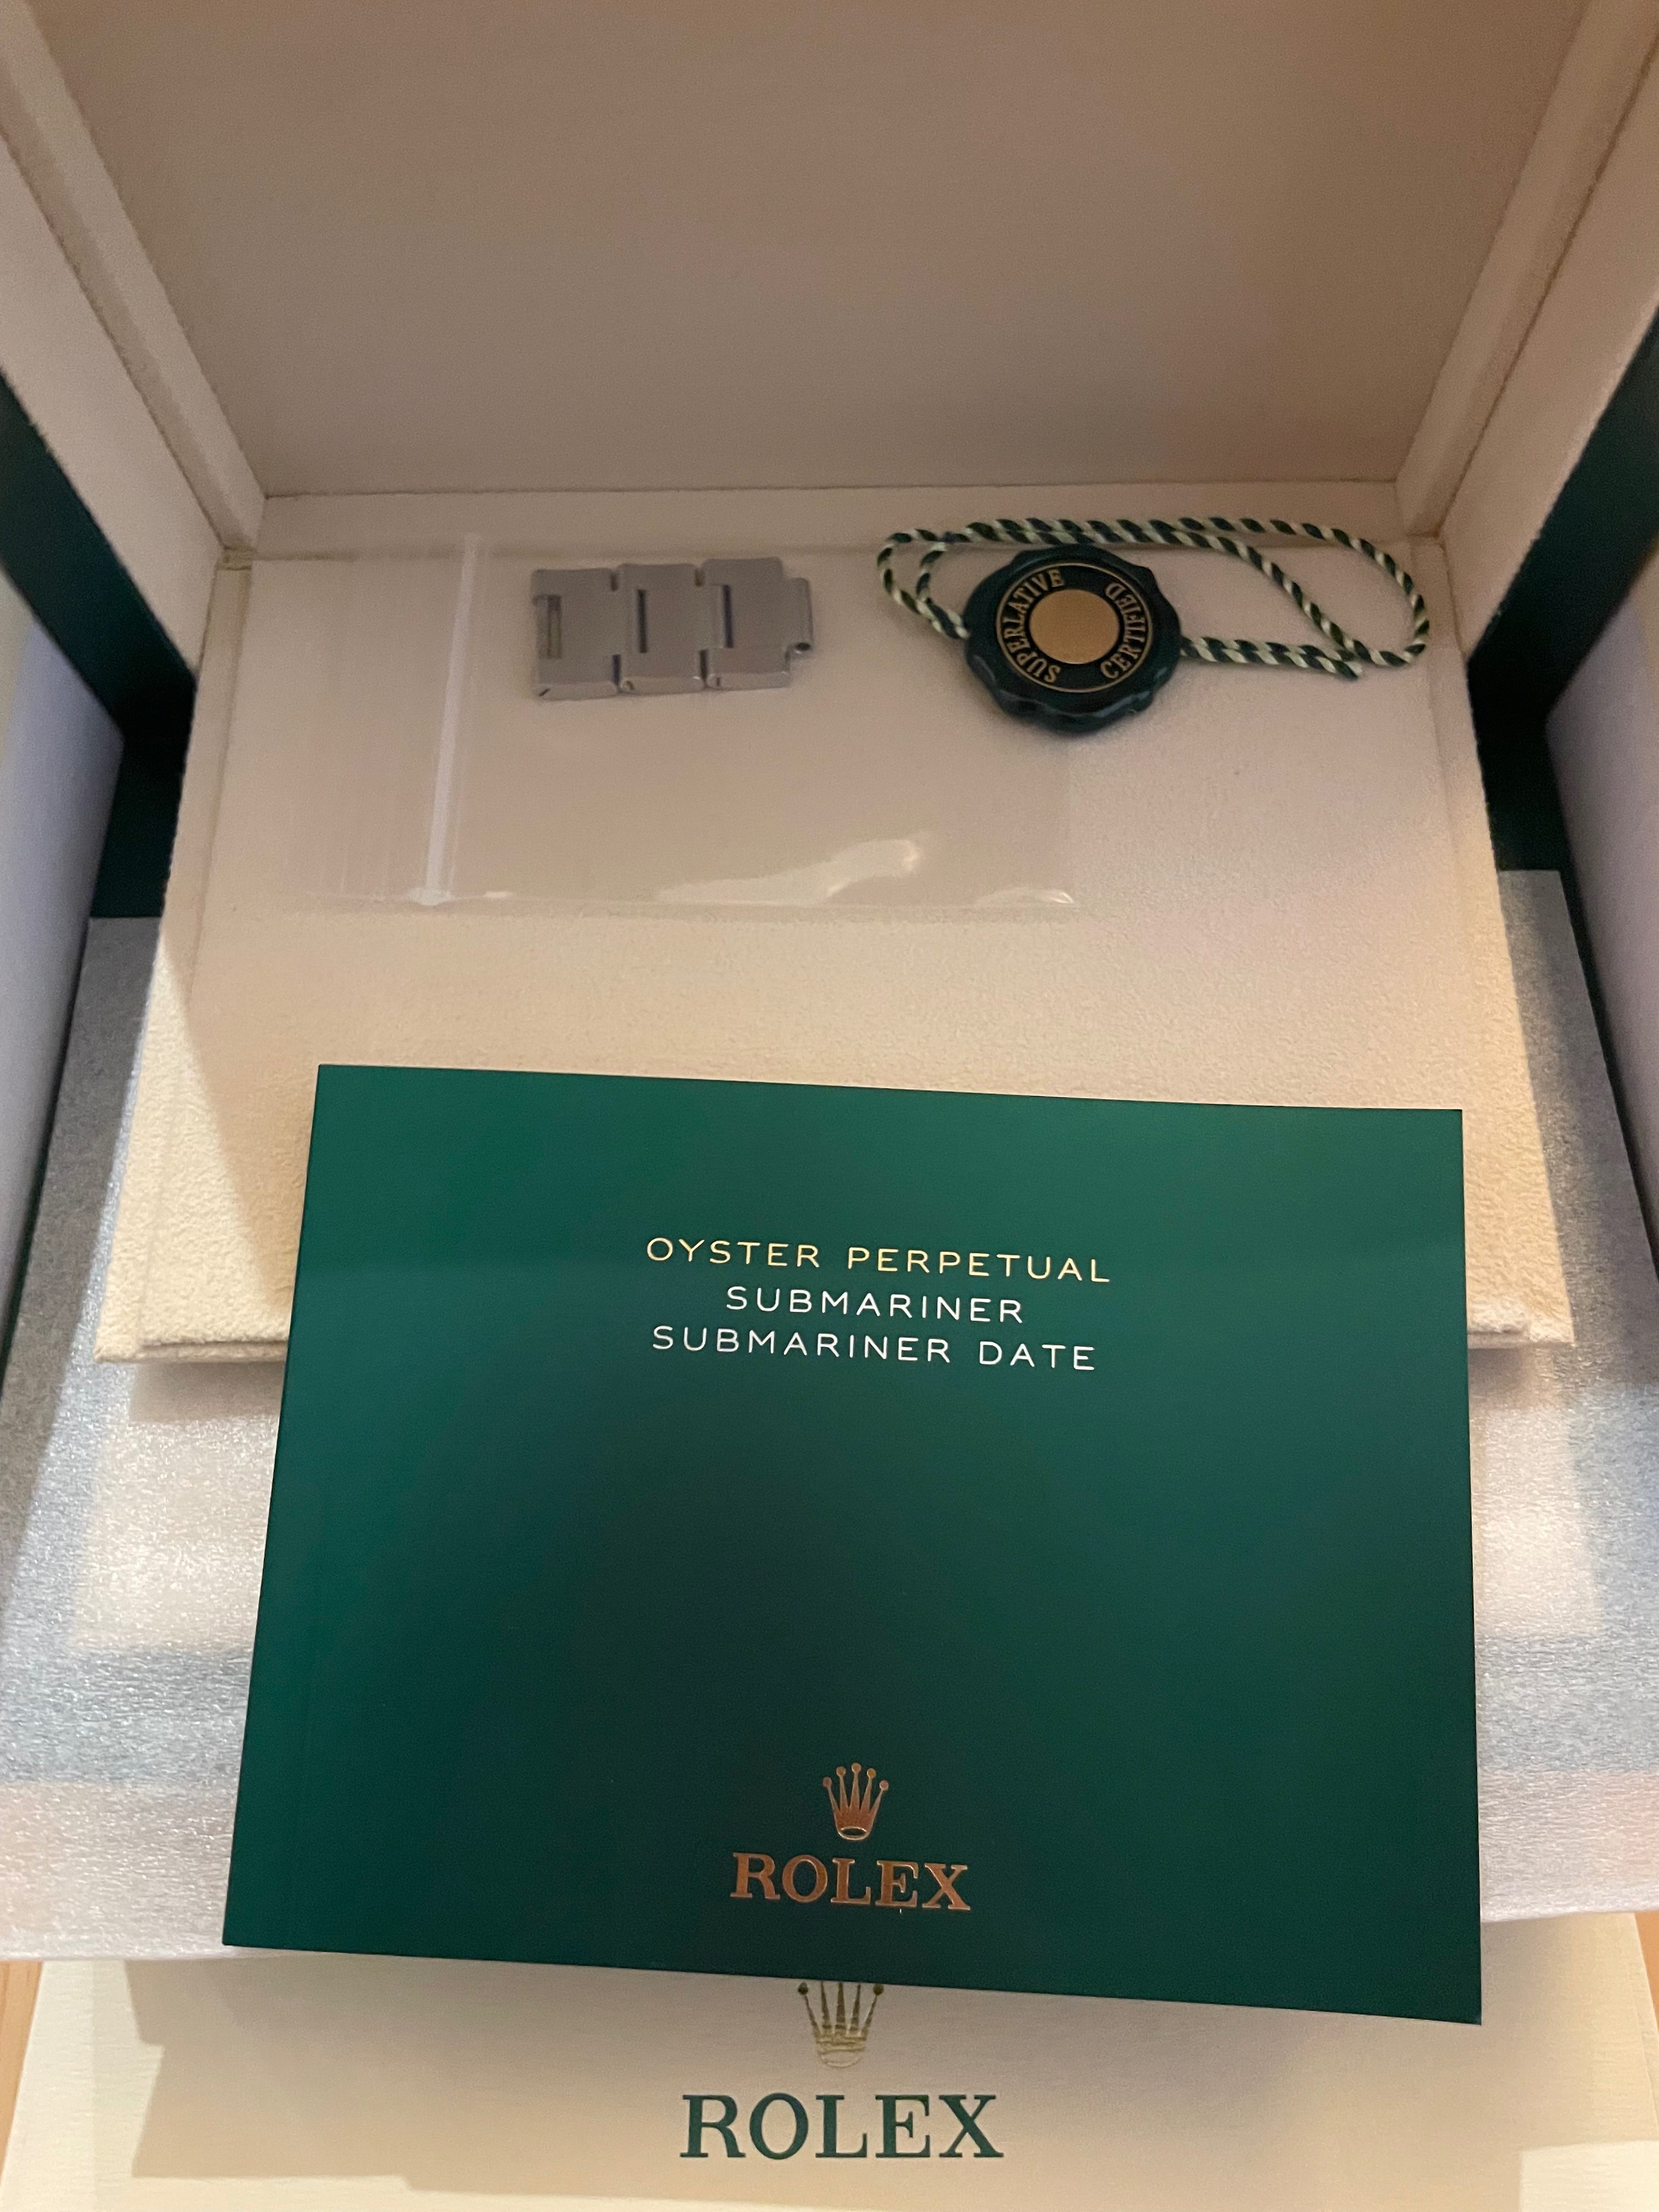 SUPERLATIVE CERTIFIED
OYSTER PERPETUAL
SUBMARINER
SUBMARINER DATE
ROLEX
ROLEX